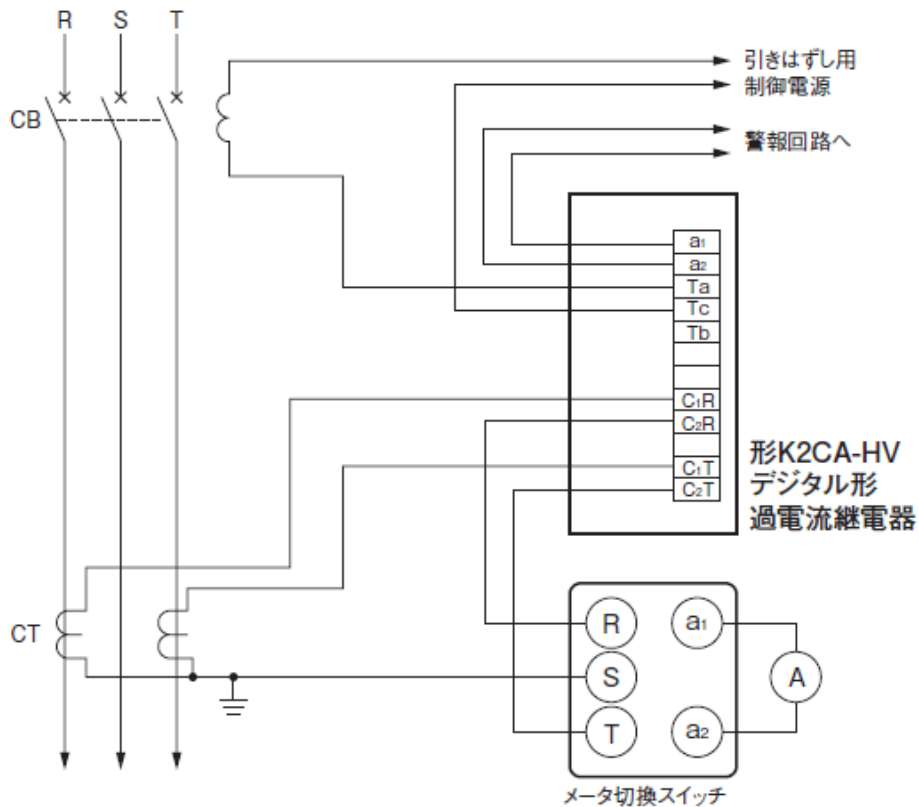 R S T
引きはずし用
制御電源
CB
警報回路へ
a1
a2
Ta
Tc
Tb
C1R
C2R
C1T
C2T
形K2CA-HV
デジタル形
過電流継電器
CT
R a1
S A
T a2
メータ切換スイッチ